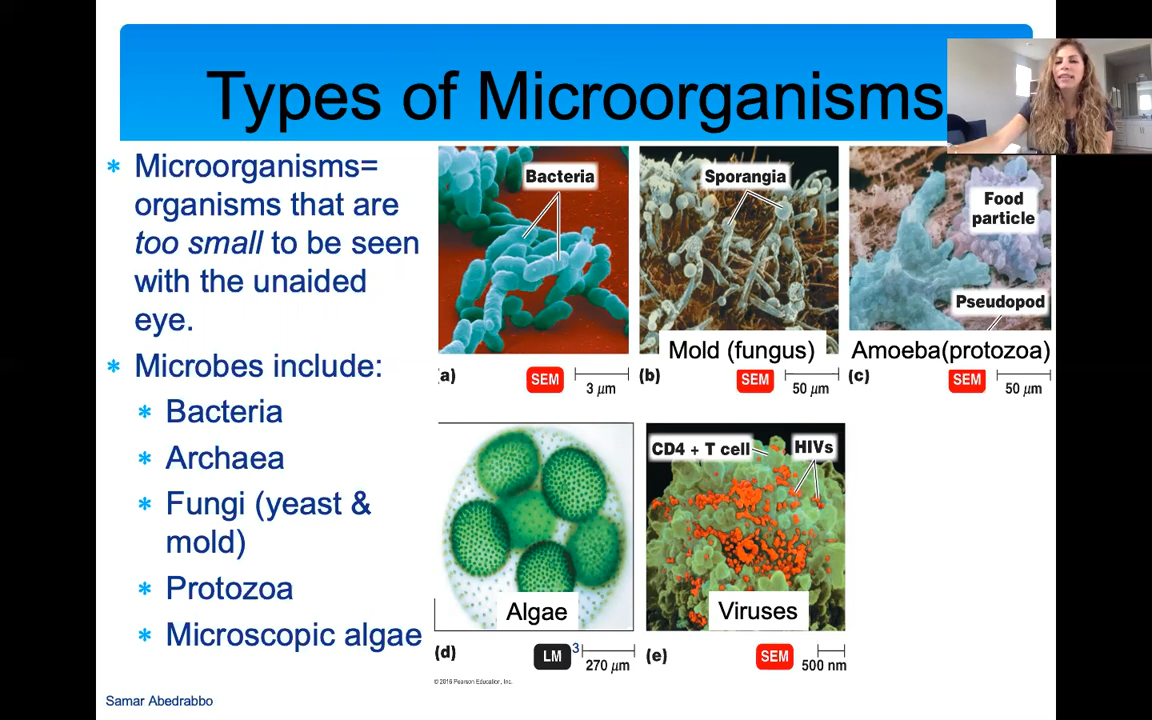 Types of Microorganisms
* Microorganisms=
organisms that are
too small to be seen
with the unaided
eye.
* Microbes include:
* Bacteria
* Archaea
* Fungi (yeast &
mold)
* Protozoa
* Microscopic algae
Bacteria
a)
SEM
3 μm
Sporangia
Mold (fungus)
(b)
SEM
50 μm
Food
particle
Pseudopod
Amoeba(protozoa)
(c)
SEM
50 μm
Algae
(d)
LM
3
270 μm
CD4 + T cell
HIVs
Viruses
(e)
SEM
500 nm
© 2016 Pearson Education, Inc.
Samar Abedrabbo